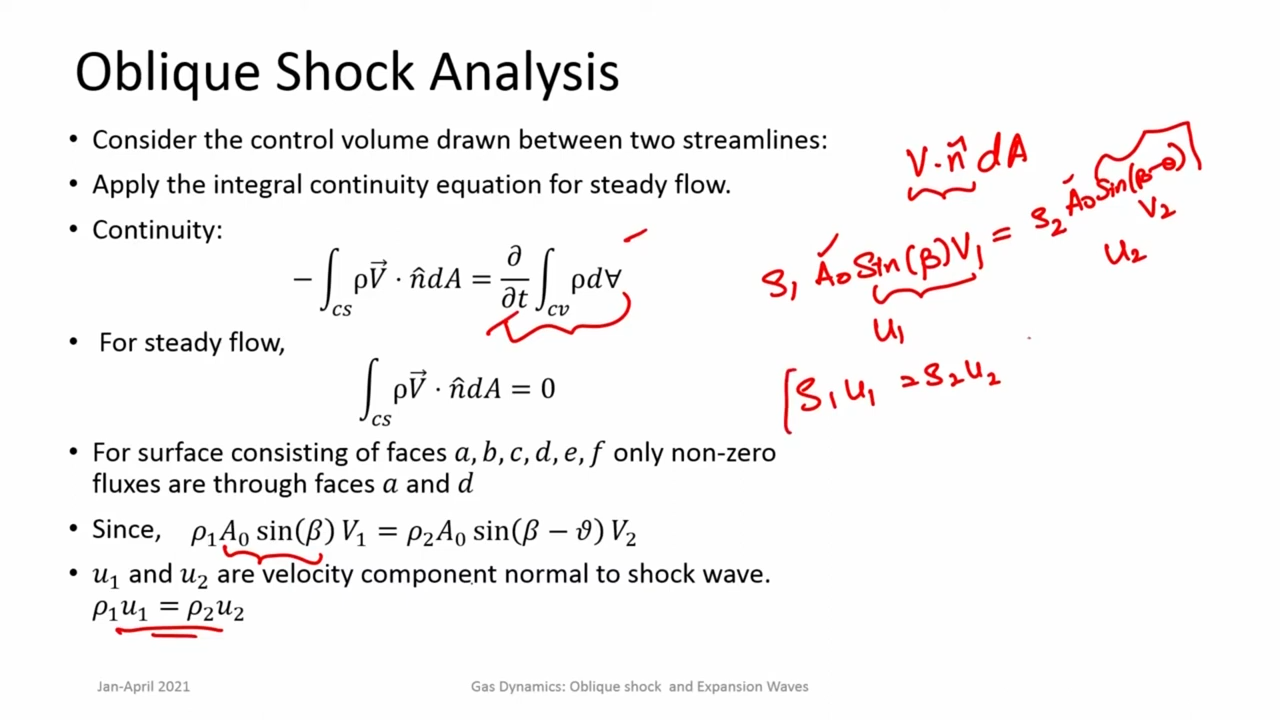 Oblique Shock Analysis
• Consider the control volume drawn between two streamlines:
• Apply the integral continuity equation for steady flow.
• Continuity:
−∫cs ρV⃗ · n̂dA = ∂/∂t ∫cv ρd∀
• For steady flow,
∫cs ρV⃗ · n̂dA = 0
• For surface consisting of faces a, b, c, d, e, f only non-zero
fluxes are through faces a and d
• Since, ρ₁A₀ sin(β) V₁ = ρ₂A₀ sin(β − ϑ) V₂
• u₁ and u₂ are velocity component normal to shock wave.
ρ₁u₁ = ρ₂u₂
V · n⃗ dA
ρ₁ A₀ Sin(β) V₁ = ρ₂ A₀ Sin(β-θ) V₂
u₁
u₂
ρ₁ u₁ = ρ₂ u₂
Jan-April 2021
Gas Dynamics: Oblique shock and Expansion Waves